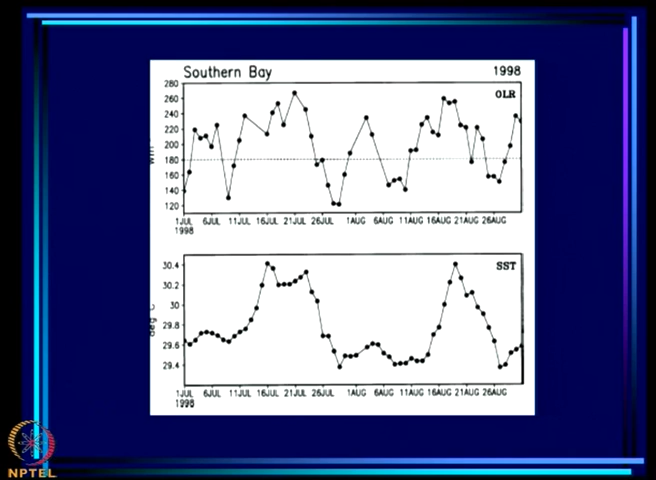 Southern Bay 1998
OLR
280
260
240
220
200
180
160
140
120
1JUL 6JUL 11JUL 16JUL 21JUL 26JUL 1AUG 6AUG 11AUG 16AUG 21AUG 26AUG
1998
SST
30.4
30.2
30
29.8
29.6
29.4
deg C
1JUL 6JUL 11JUL 16JUL 21JUL 26JUL 1AUG 6AUG 11AUG 16AUG 21AUG 26AUG
1998
NPTEL